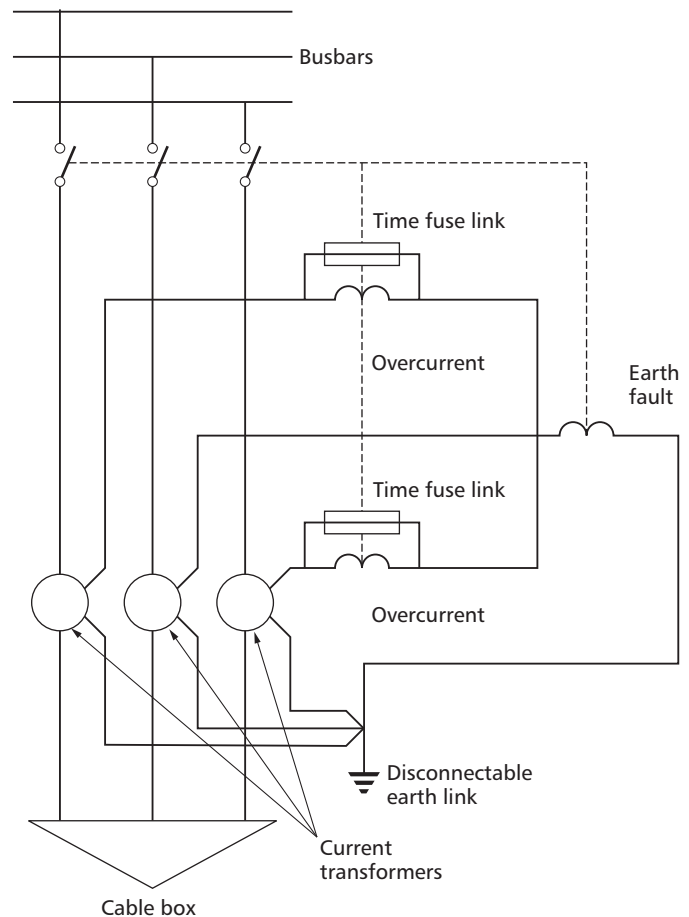 Busbars
Time fuse link
Overcurrent
Earth
fault
Time fuse link
Overcurrent
Disconnectable
earth link
Current
transformers
Cable box